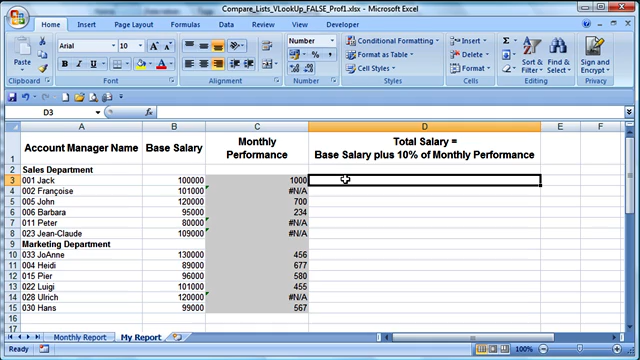 Compare_Lists_VLookUp_FALSE_Prof1.xlsx - Microsoft Excel
Home Insert Page Layout Formulas Data Review View Developer
Paste
Arial 10
B I U
Number
$ % ,
Conditional Formatting
Format as Table
Cell Styles
Insert
Delete
Format
Sort & Filter
Find & Select
Sign and Encrypt
Clipboard Font Alignment Number Styles Cells Editing Privacy
D3 fx
A B C D E F
1 Account Manager Name Base Salary Monthly Performance Total Salary = Base Salary plus 10% of Monthly Performance
2 Sales Department
3 001 Jack 100000 1000
4 002 Françoise 101000 #N/A
5 005 John 120000 700
6 006 Barbara 95000 234
7 011 Peter 80000 #N/A
8 023 Jean-Claude 109000 #N/A
9 Marketing Department
10 033 JoAnne 130000 456
11 004 Heidi 89000 677
12 015 Pier 96000 580
13 022 Luigi 101000 455
14 028 Ulrich 120000 #N/A
15 030 Hans 99000 567
16
17
Monthly Report My Report
Ready 100%